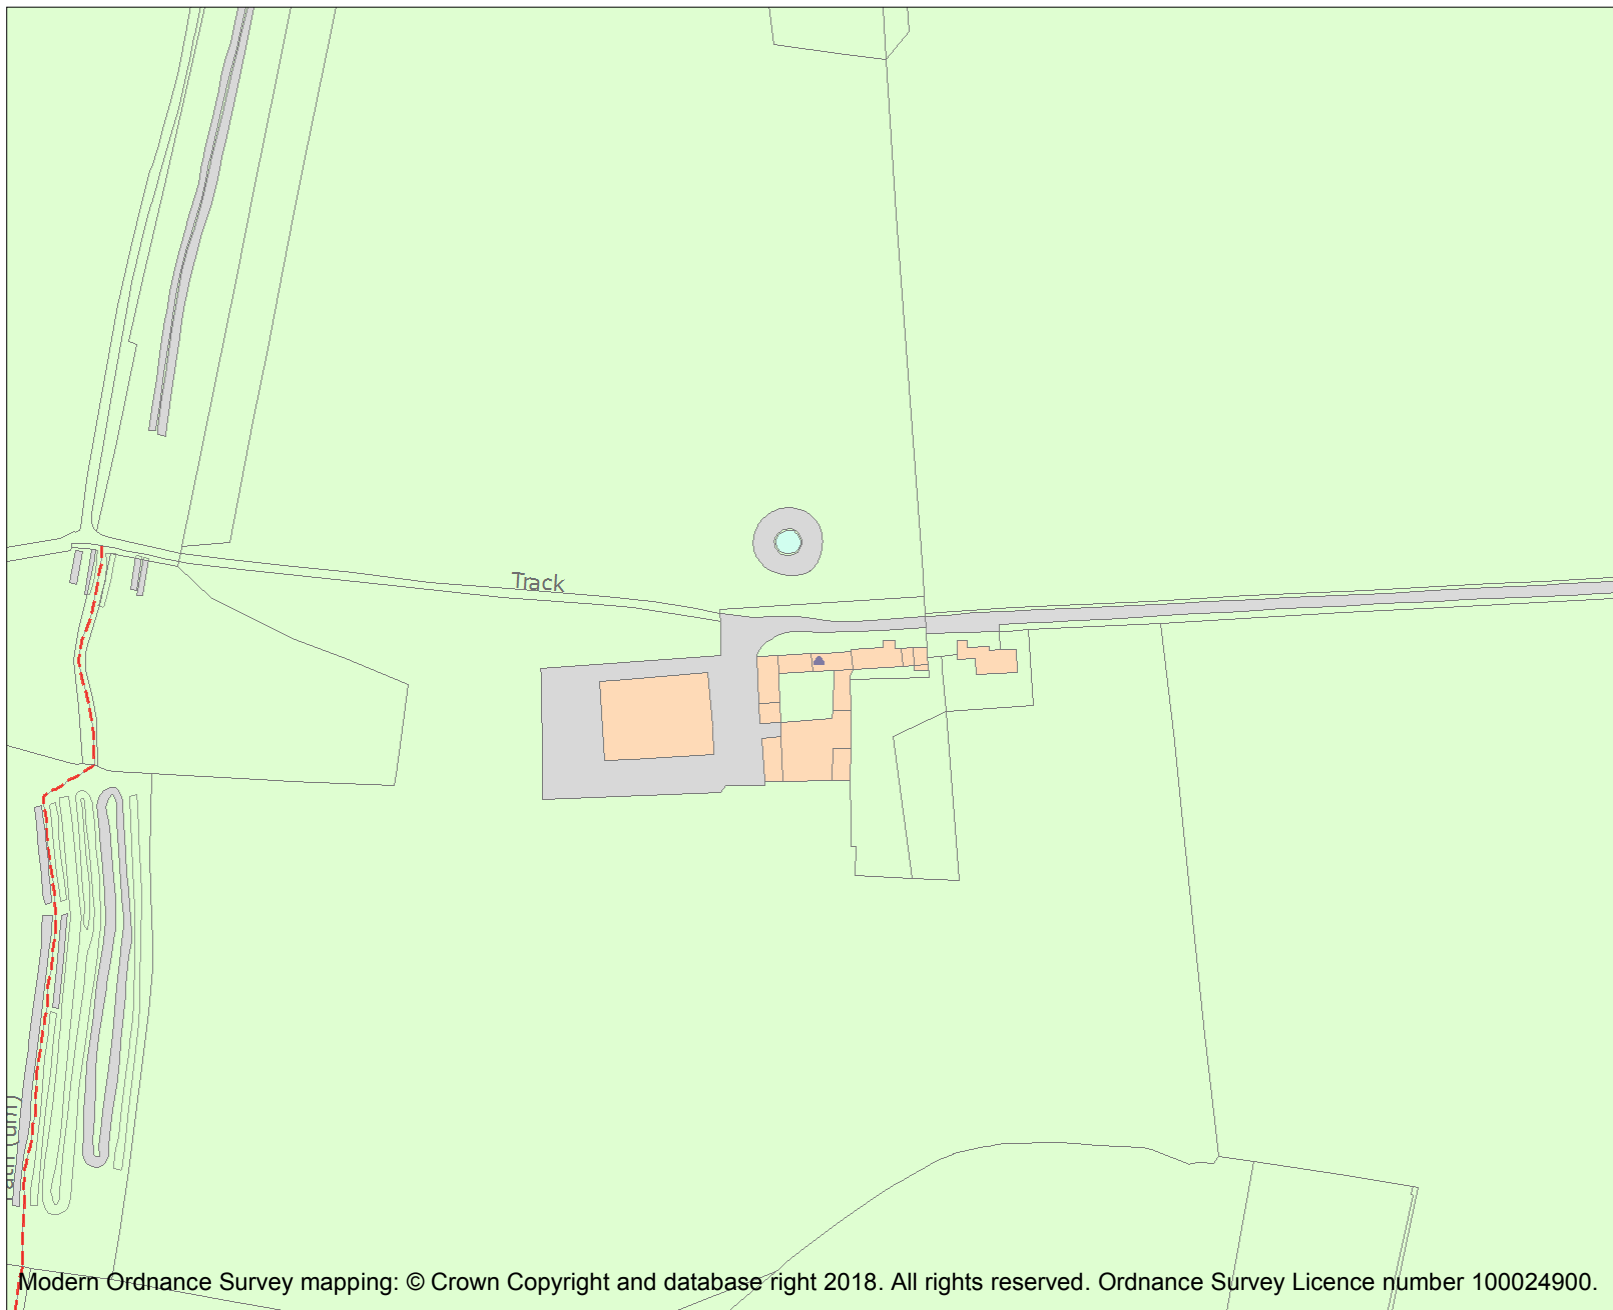 Track
(um)
Modern Ordnance Survey mapping: © Crown Copyright and database right 2018. All rights reserved. Ordnance Survey Licence number 100024900.